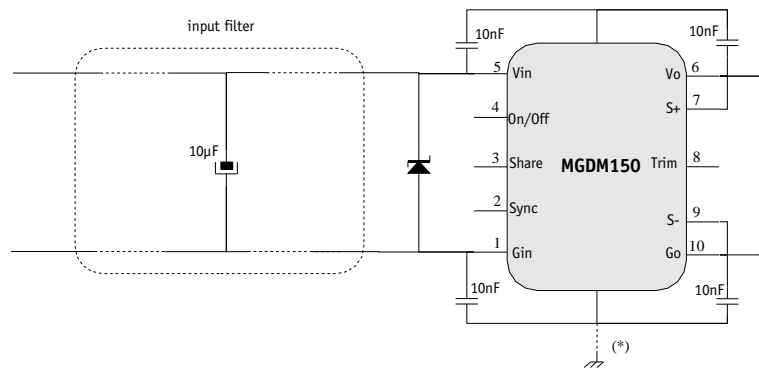 input filter
10nF
10nF
5
Vin
Vo
6
S+
7
4
On/Off
10µF
3
Share
MGDM150
Trim
8
2
Sync
S-
9
1
Gin
Go
10
10nF
10nF
(*)